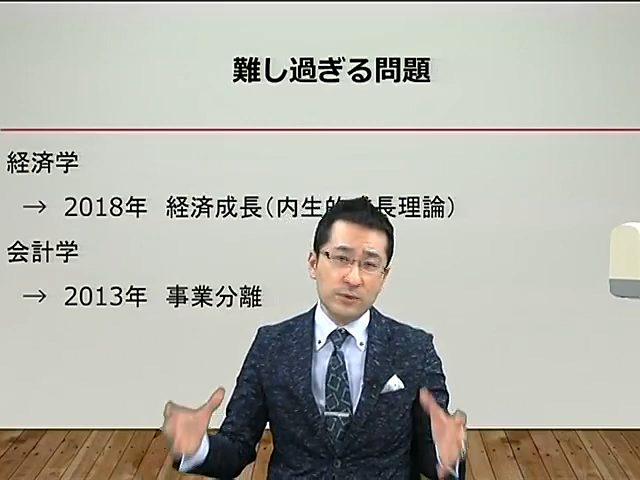 難し過ぎる問題
経済学
→ 2018年 経済成長(内生的成長理論)
会計学
→ 2013年 事業分離